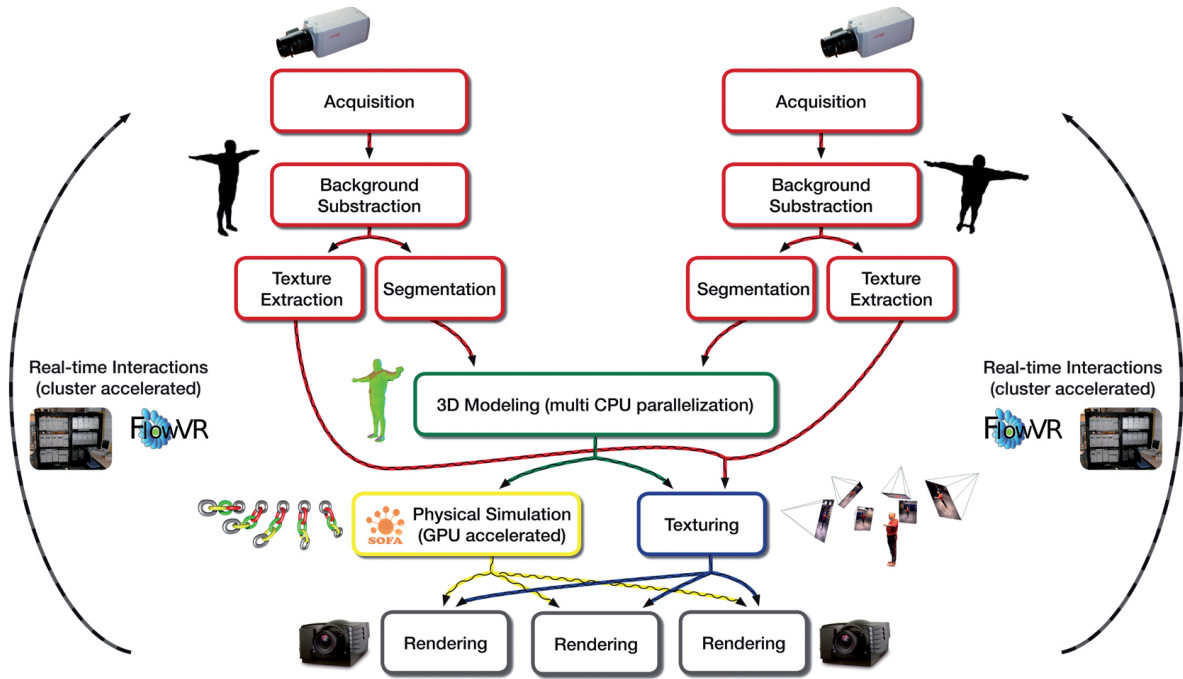 Acquisition
Acquisition
Background
Substraction
Background
Substraction
Texture
Extraction
Segmentation
Segmentation
Texture
Extraction
Real-time Interactions
(cluster accelerated)
FlowVR
Real-time Interactions
(cluster accelerated)
FlowVR
3D Modeling (multi CPU parallelization)
SOFA
Physical Simulation
(GPU accelerated)
Texturing
Rendering
Rendering
Rendering